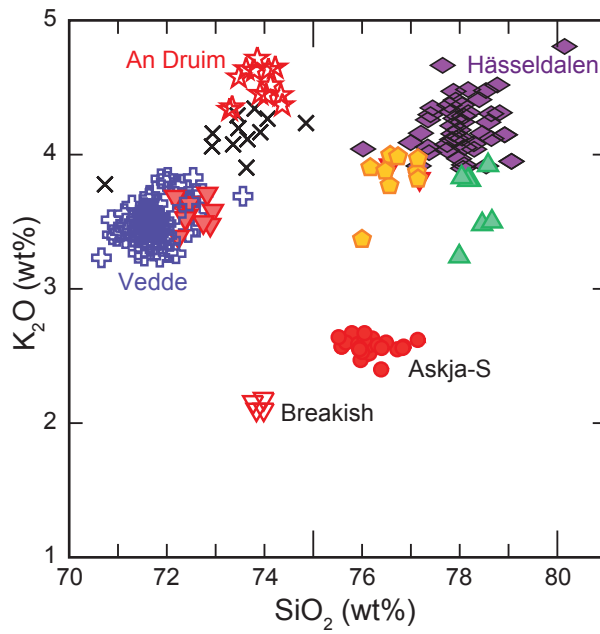 5
An Druim
Hässeldalen
4
K₂O (wt%)
3
Vedde
Askja-S
2
Breakish
1
70 72 74 76 78 80
SiO₂ (wt%)